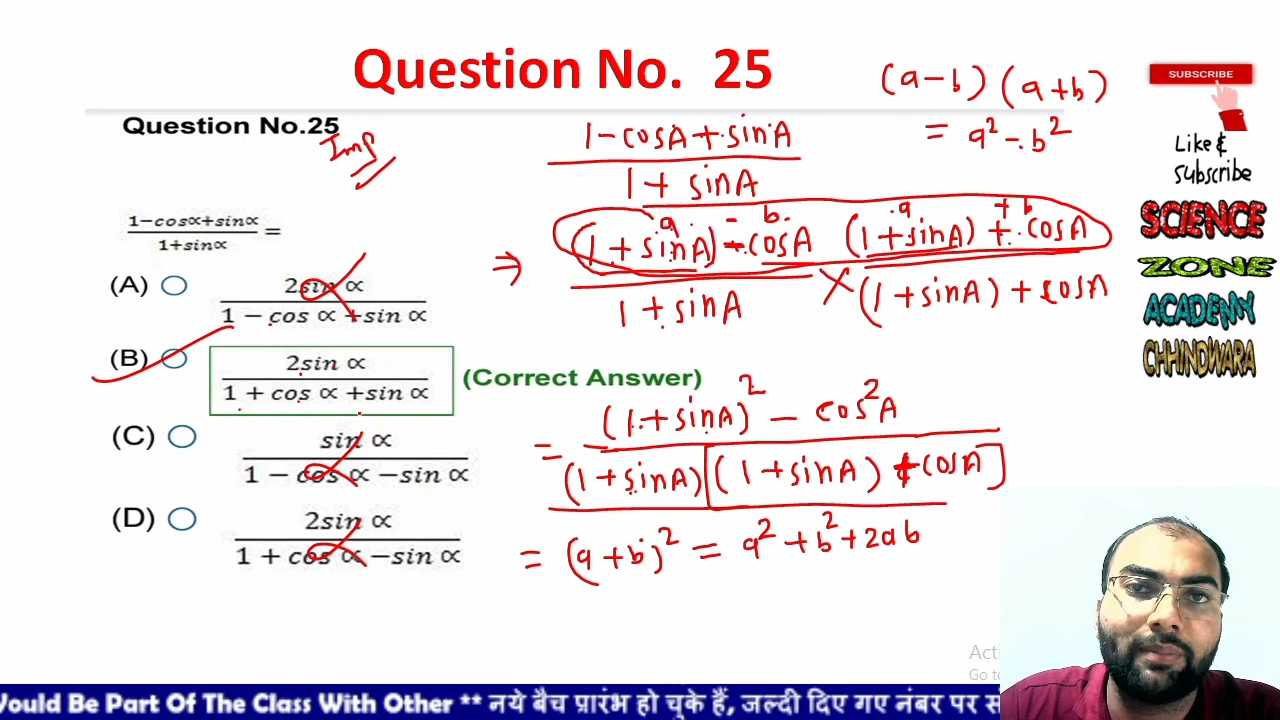 Question No. 25
Question No.25
Imp
1-cos∝+sin∝
1+sin∝
=
(A)
2sin ∝
1 - cos ∝ +sin ∝
(B)
2sin ∝
1 + cos ∝ +sin ∝
(Correct Answer)
(C)
sin ∝
1 - cos ∝ -sin ∝
(D)
2sin ∝
1 + cos ∝ -sin ∝
(a-b) (a+b)
= a² - b²
1-cosA+sinA
1+ sinA
a - b a + b
⇒ (1+sinA) - cosA (1+sinA) + cosA
1+sinA × (1+sinA) + cosA
= (1+sinA)² - cos²A
(1+sinA) [(1+sinA) + cosA]
= (a+b)² = a² + b² + 2ab
SUBSCRIBE
Like &
Subscribe
SCIENCE
ZONE
ACADEMY
CHHINDWARA
Acti
Go to
Would Be Part Of The Class With Other ** नये बैच प्रारंभ हो चुके हैं, जल्दी दिए गए नंबर पर सं